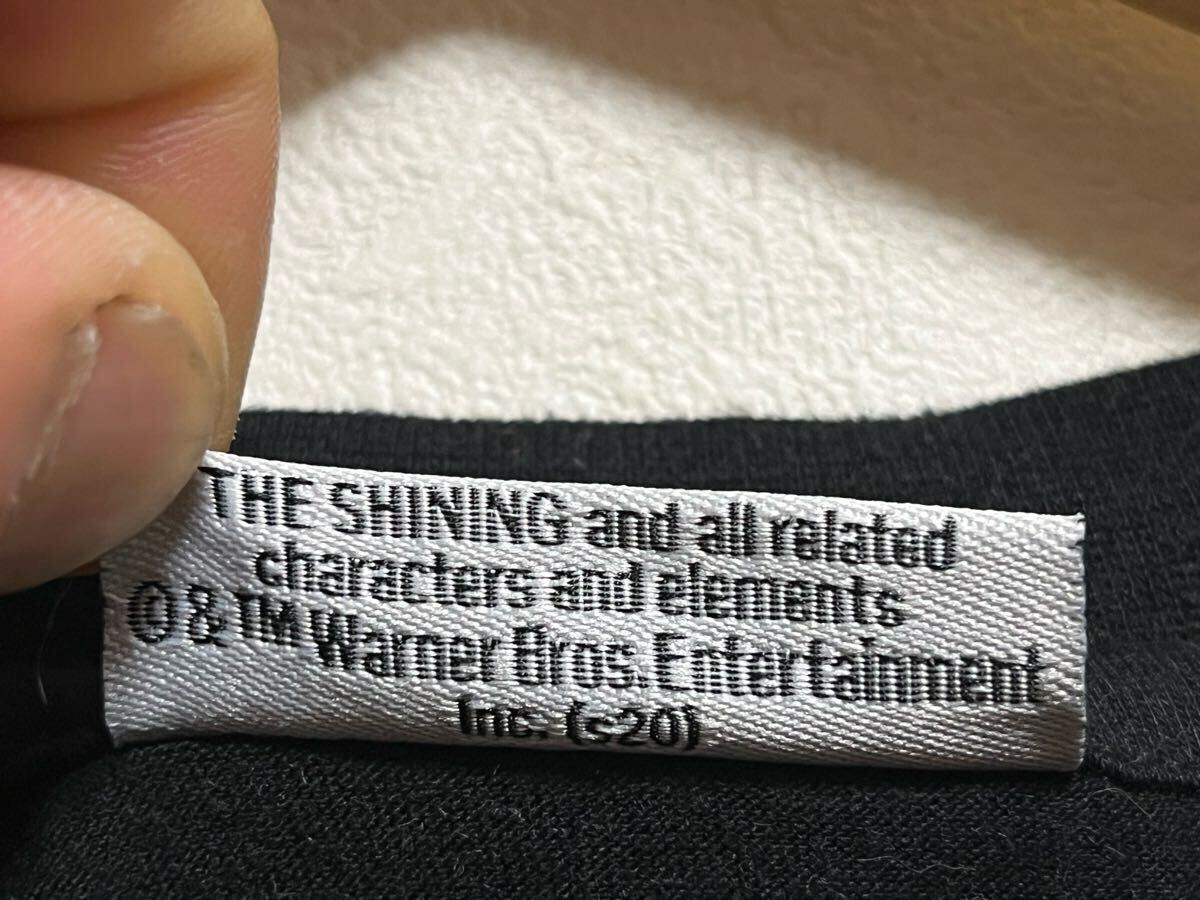 THE SHINING and all related
characters and elements
© & TM Warner Bros. Entertainment
Inc. (s20)